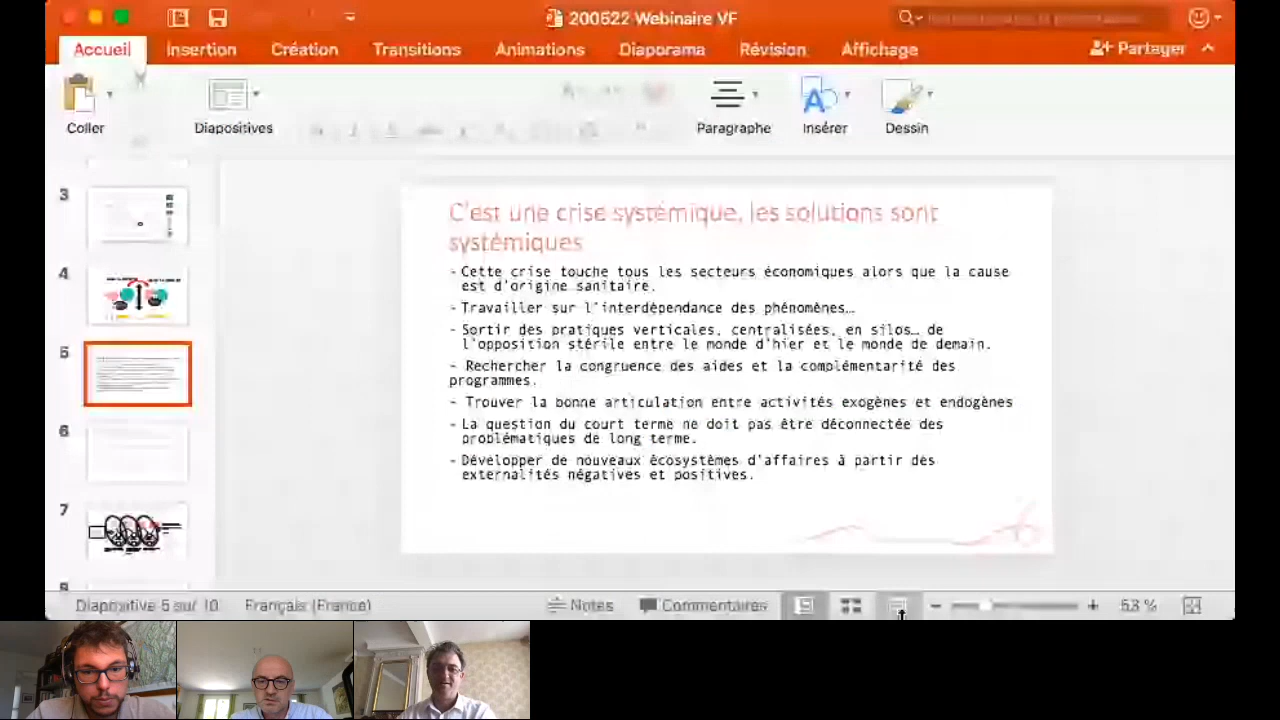 200522 Webinaire VF
Accueil
Insertion
Création
Transitions
Animations
Diaporama
Révision
Affichage
Partager
Coller
Diapositives
Paragraphe
Insérer
Dessin
3
4
5
6
7
C'est une crise systémique, les solutions sont
systémiques
- Cette crise touche tous les secteurs économiques alors que la cause
est d'origine sanitaire.
- Travailler sur l'interdépendance des phénomènes…
- Sortir des pratiques verticales, centralisées, en silos… de
l'opposition stérile entre le monde d'hier et le monde de demain.
- Rechercher la congruence des aides et la complémentarité des
programmes.
- Trouver la bonne articulation entre activités exogènes et endogènes
- La question du court terme ne doit pas être déconnectée des
problématiques de long terme.
- Développer de nouveaux écosystèmes d'affaires à partir des
externalités négatives et positives.
Diapositive 5 sur 10
Français (France)
Notes
Commentaires
53 %